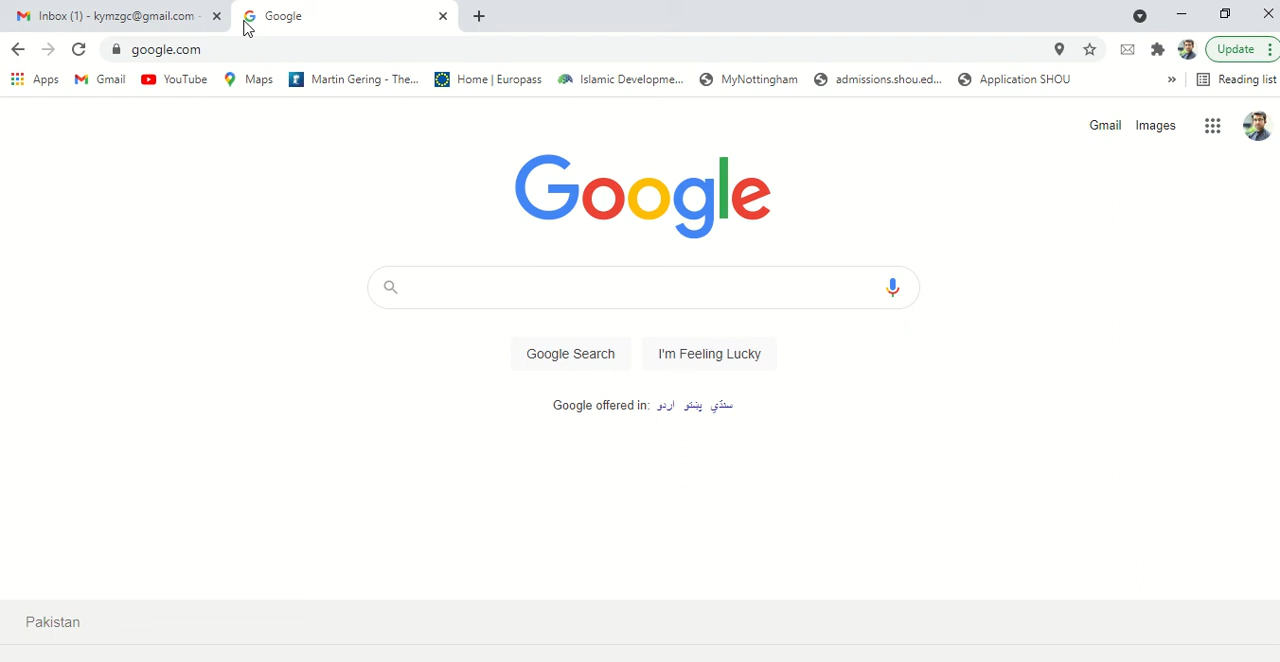 Inbox (1) - kymzgc@gmail.com - Google
google.com Update
Apps Gmail YouTube Maps Martin Gering - The... Home | Europass Islamic Developme... MyNottingham admissions.shou.ed... Application SHOU » Reading list
Gmail Images
Google
Google Search I'm Feeling Lucky
Google offered in: اردو پښتو سنڌي
Pakistan